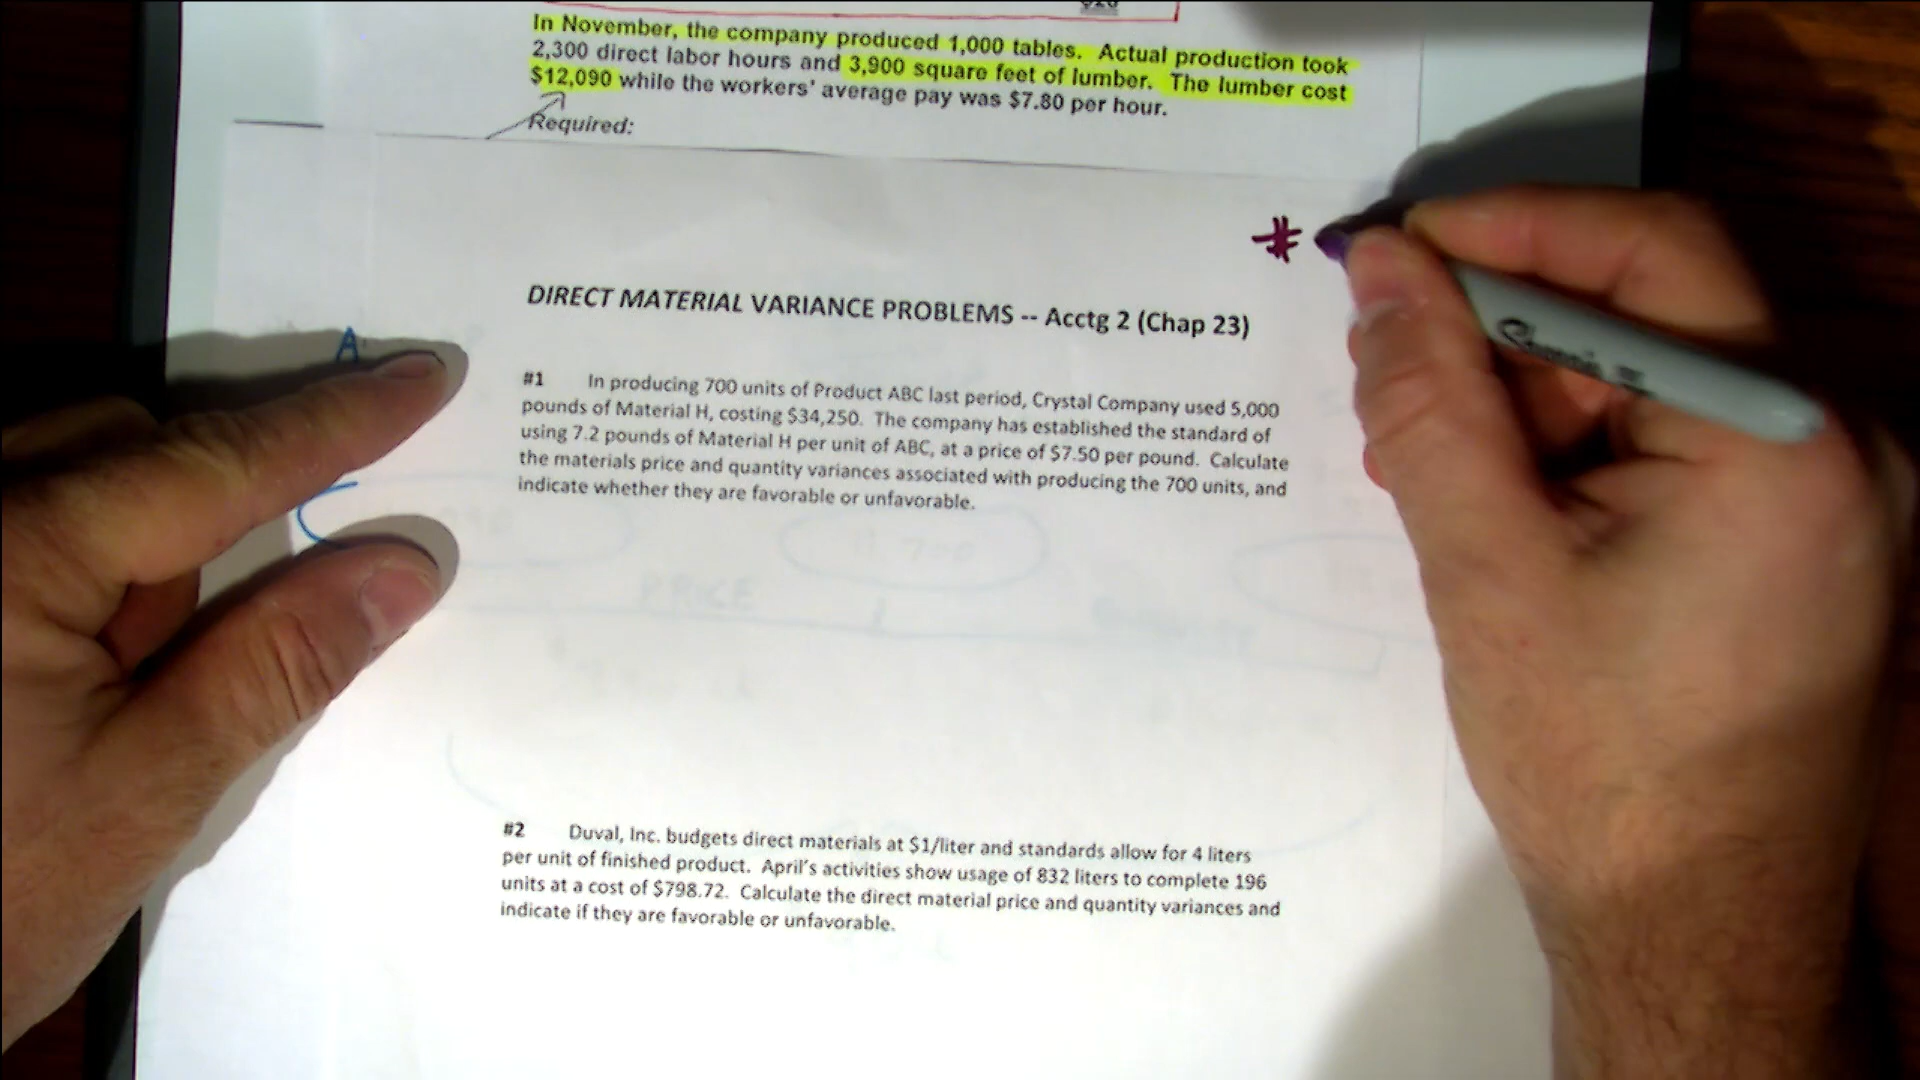 In November, the company produced 1,000 tables. Actual production took
2,300 direct labor hours and 3,900 square feet of lumber. The lumber cost
$12,090 while the workers' average pay was $7.80 per hour.
Required:
DIRECT MATERIAL VARIANCE PROBLEMS -- Acctg 2 (Chap 23)
A
#1 In producing 700 units of Product ABC last period, Crystal Company used 5,000
pounds of Material H, costing $34,250. The company has established the standard of
using 7.2 pounds of Material H per unit of ABC, at a price of $7.50 per pound. Calculate
the materials price and quantity variances associated with producing the 700 units, and
indicate whether they are favorable or unfavorable.
PRICE
#2 Duval, Inc. budgets direct materials at $1/liter and standards allow for 4 liters
per unit of finished product. April's activities show usage of 832 liters to complete 196
units at a cost of $798.72. Calculate the direct material price and quantity variances and
indicate if they are favorable or unfavorable.